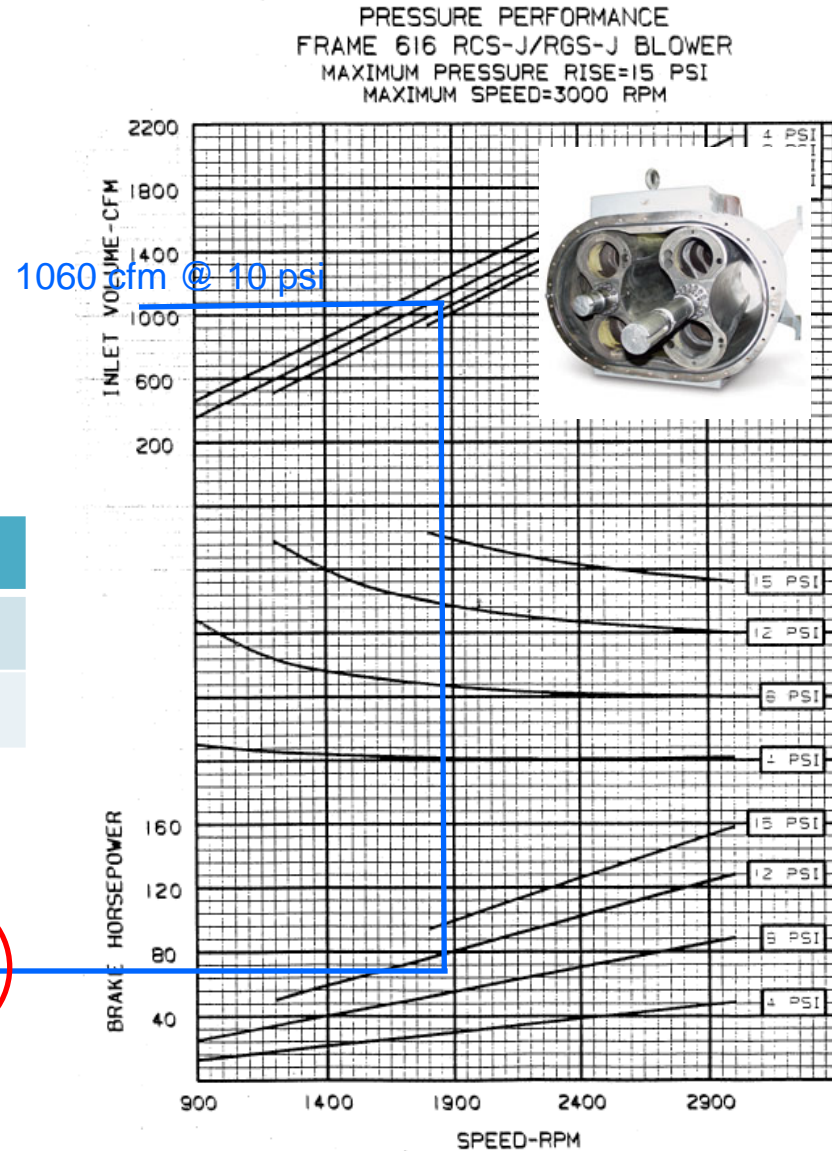 PRESSURE PERFORMANCE
FRAME 616 RCS-J/RGS-J BLOWER
MAXIMUM PRESSURE RISE=15 PSI
MAXIMUM SPEED=3000 RPM
2200
4 PSI
1800
1400
1060 cfm @ 10 psi
1000
INLET VOLUME-CFM
600
200
15 PSI
12 PSI
8 PSI
4 PSI
15 PSI
160
12 PSI
120
BRAKE HORSEPOWER
8 PSI
80
4 PSI
40
900 1400 1900 2400 2900
SPEED-RPM